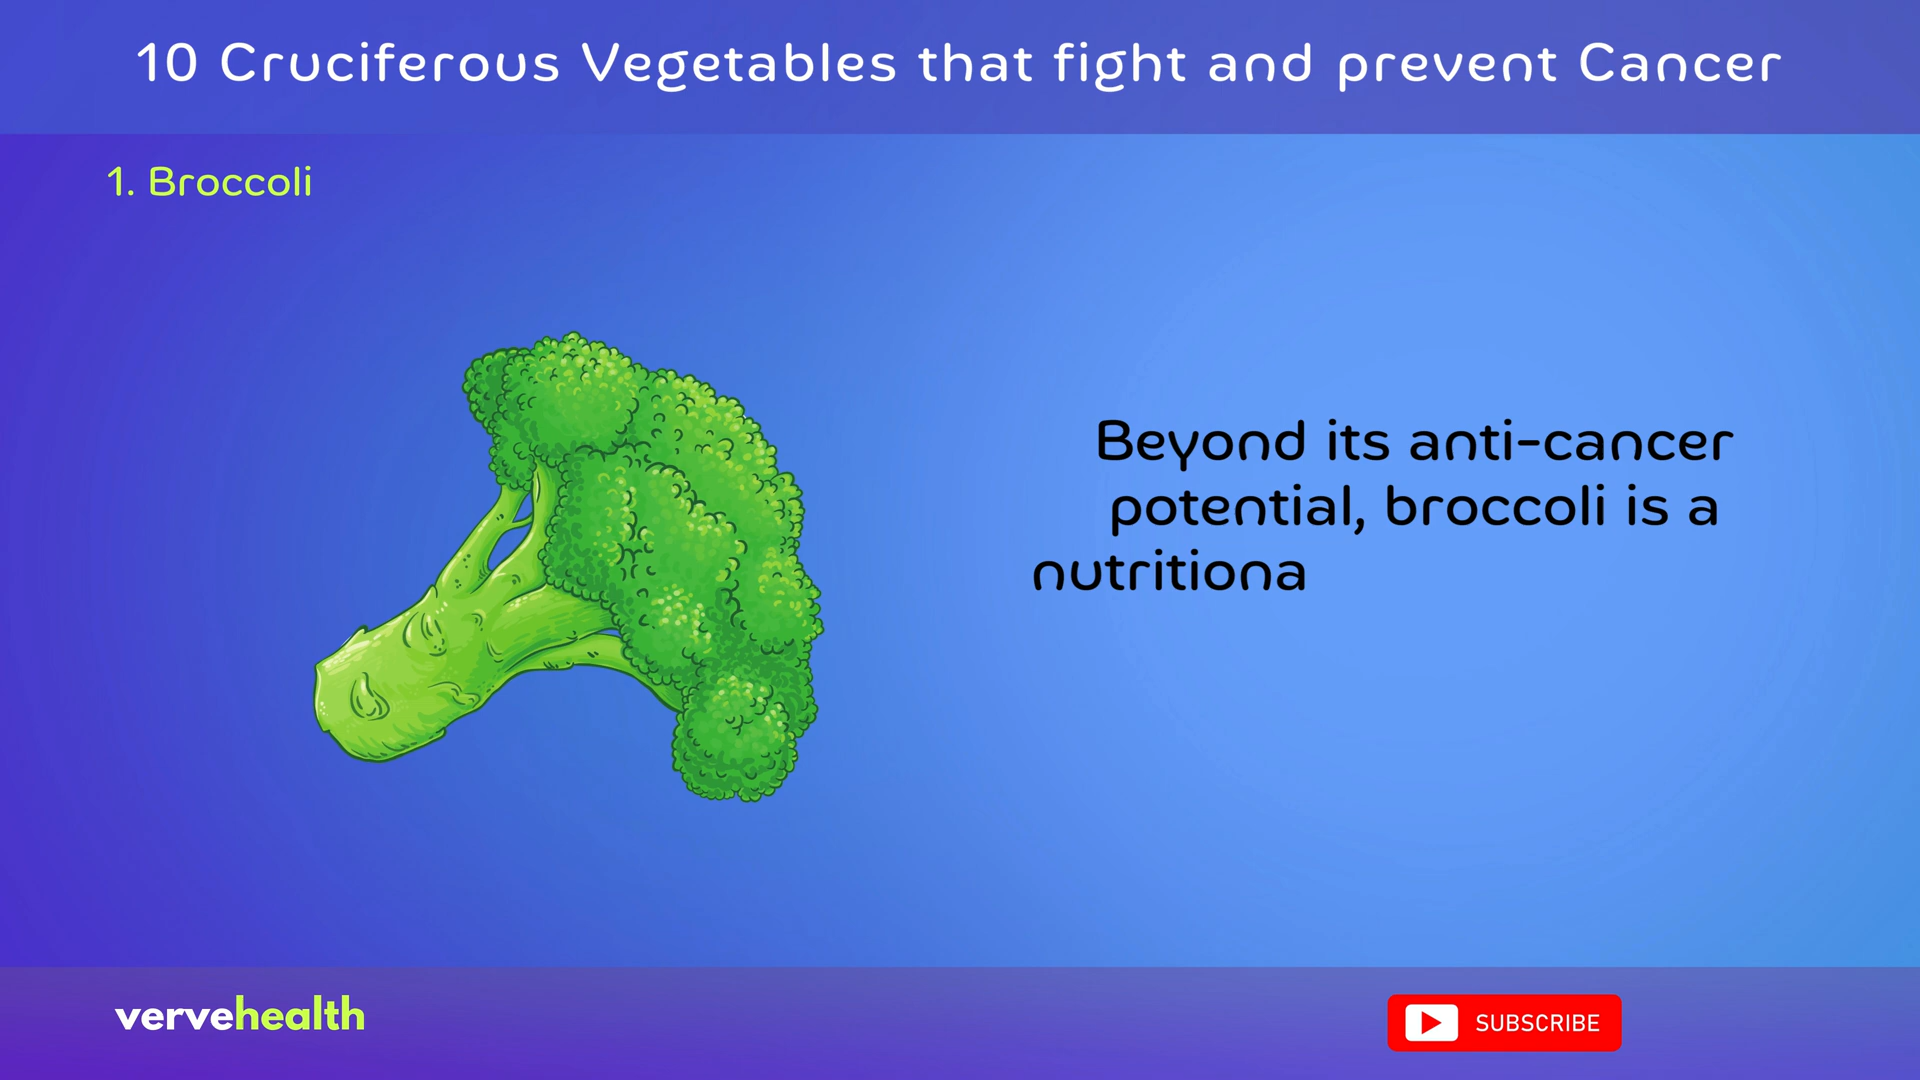 10 Cruciferous Vegetables that fight and prevent Cancer
1. Broccoli
Beyond its anti-cancer
potential, broccoli is a
nutritiona
vervehealth
SUBSCRIBE